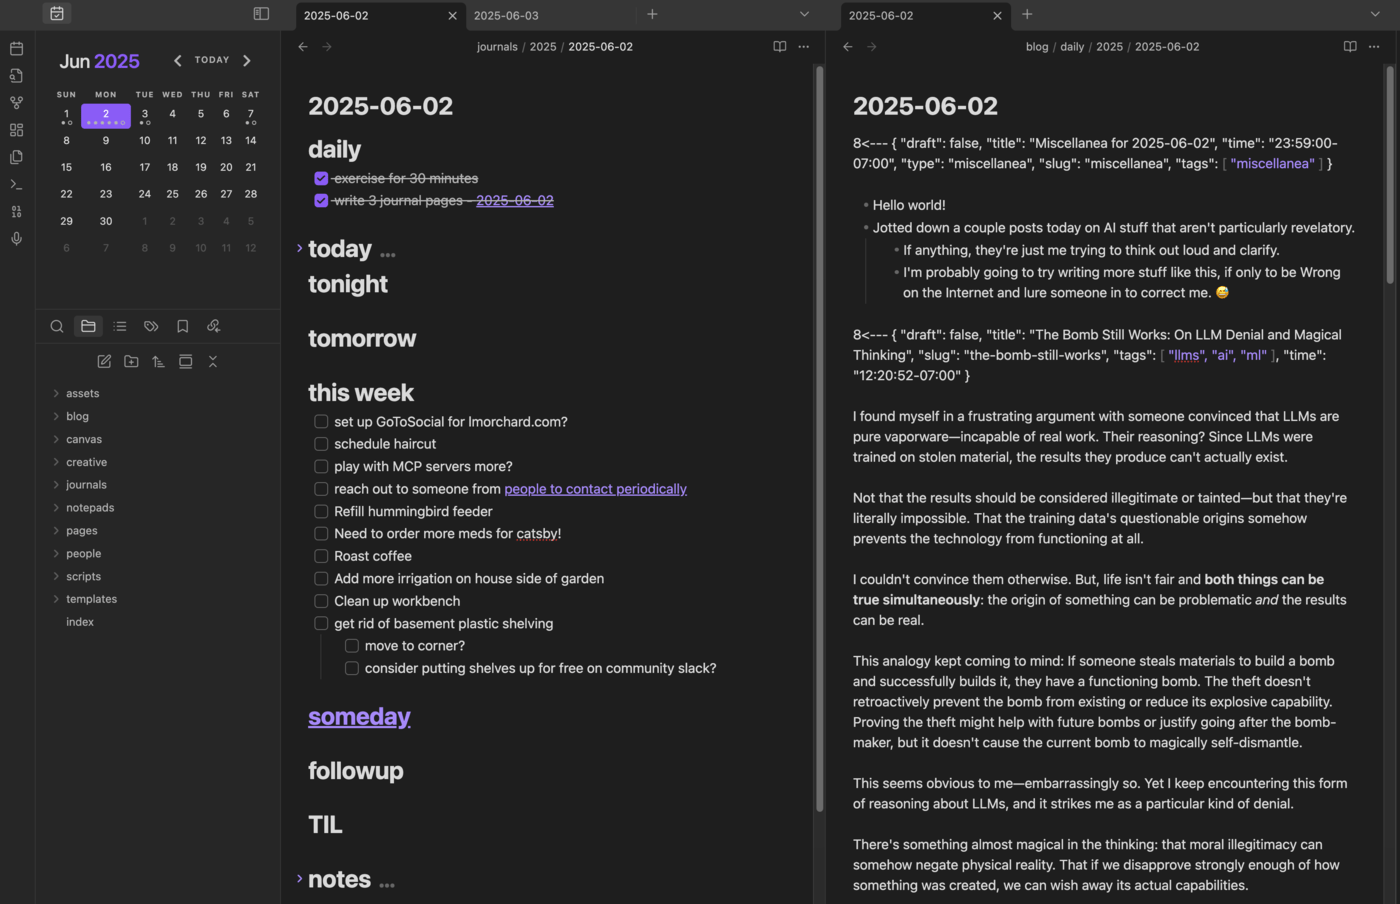 2025-06-02
2025-06-03
2025-06-02
Jun 2025
TODAY
SUN MON TUE WED THU FRI SAT
1 2 3 4 5 6 7
8 9 10 11 12 13 14
15 16 17 18 19 20 21
22 23 24 25 26 27 28
29 30 1 2 3 4 5
6 7 8 9 10 11 12
assets
blog
canvas
creative
journals
notepads
pages
people
scripts
templates
index
journals / 2025 / 2025-06-02
2025-06-02
daily
exercise for 30 minutes
write 3 journal pages - 2025-06-02
today ...
tonight
tomorrow
this week
set up GoToSocial for lmorchard.com?
schedule haircut
play with MCP servers more?
reach out to someone from people to contact periodically
Refill hummingbird feeder
Need to order more meds for catsby!
Roast coffee
Add more irrigation on house side of garden
Clean up workbench
get rid of basement plastic shelving
move to corner?
consider putting shelves up for free on community slack?
someday
followup
TIL
notes ...
blog / daily / 2025 / 2025-06-02
2025-06-02
8<--- { "draft": false, "title": "Miscellanea for 2025-06-02", "time": "23:59:00-
07:00", "type": "miscellanea", "slug": "miscellanea", "tags": [ "miscellanea" ] }
Hello world!
Jotted down a couple posts today on AI stuff that aren't particularly revelatory.
If anything, they're just me trying to think out loud and clarify.
I'm probably going to try writing more stuff like this, if only to be Wrong
on the Internet and lure someone in to correct me. 😅
8<--- { "draft": false, "title": "The Bomb Still Works: On LLM Denial and Magical
Thinking", "slug": "the-bomb-still-works", "tags": [ "llms", "ai", "ml" ], "time":
"12:20:52-07:00" }
I found myself in a frustrating argument with someone convinced that LLMs are
pure vaporware—incapable of real work. Their reasoning? Since LLMs were
trained on stolen material, the results they produce can't actually exist.
Not that the results should be considered illegitimate or tainted—but that they're
literally impossible. That the training data's questionable origins somehow
prevents the technology from functioning at all.
I couldn't convince them otherwise. But, life isn't fair and both things can be
true simultaneously: the origin of something can be problematic and the results
can be real.
This analogy kept coming to mind: If someone steals materials to build a bomb
and successfully builds it, they have a functioning bomb. The theft doesn't
retroactively prevent the bomb from existing or reduce its explosive capability.
Proving the theft might help with future bombs or justify going after the bomb-
maker, but it doesn't cause the current bomb to magically self-dismantle.
This seems obvious to me—embarrassingly so. Yet I keep encountering this form
of reasoning about LLMs, and it strikes me as a particular kind of denial.
There's something almost magical in the thinking: that moral illegitimacy can
somehow negate physical reality. That if we disapprove strongly enough of how
something was created, we can wish away its actual capabilities.